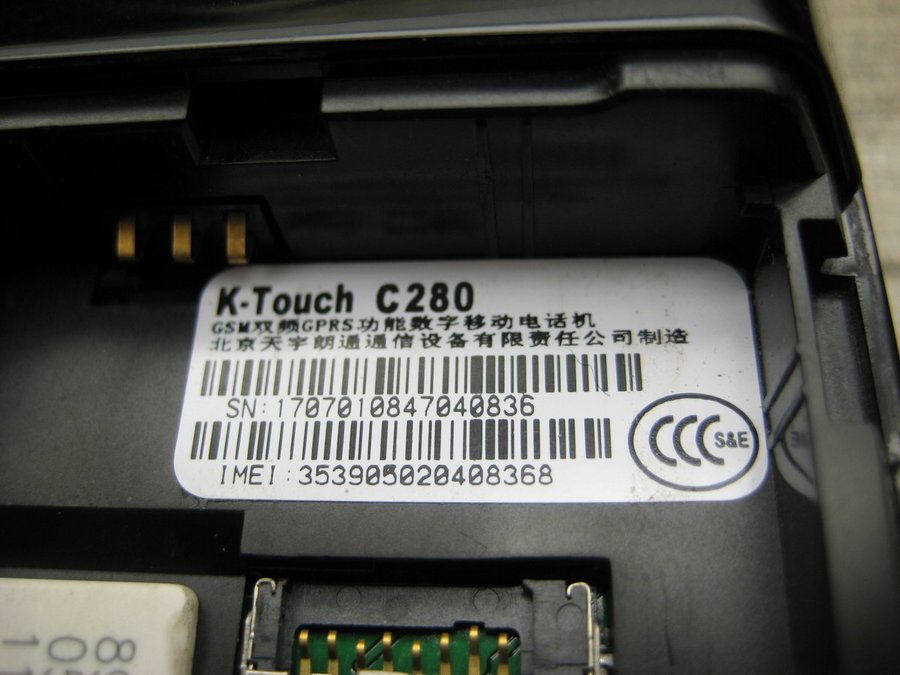 K-Touch C280
GSM双频GPRS功能数字移动电话机
北京天宇朗通通信设备有限责任公司制造
SN:1707010847040836
CCC S&E
IMEI:353905020408368